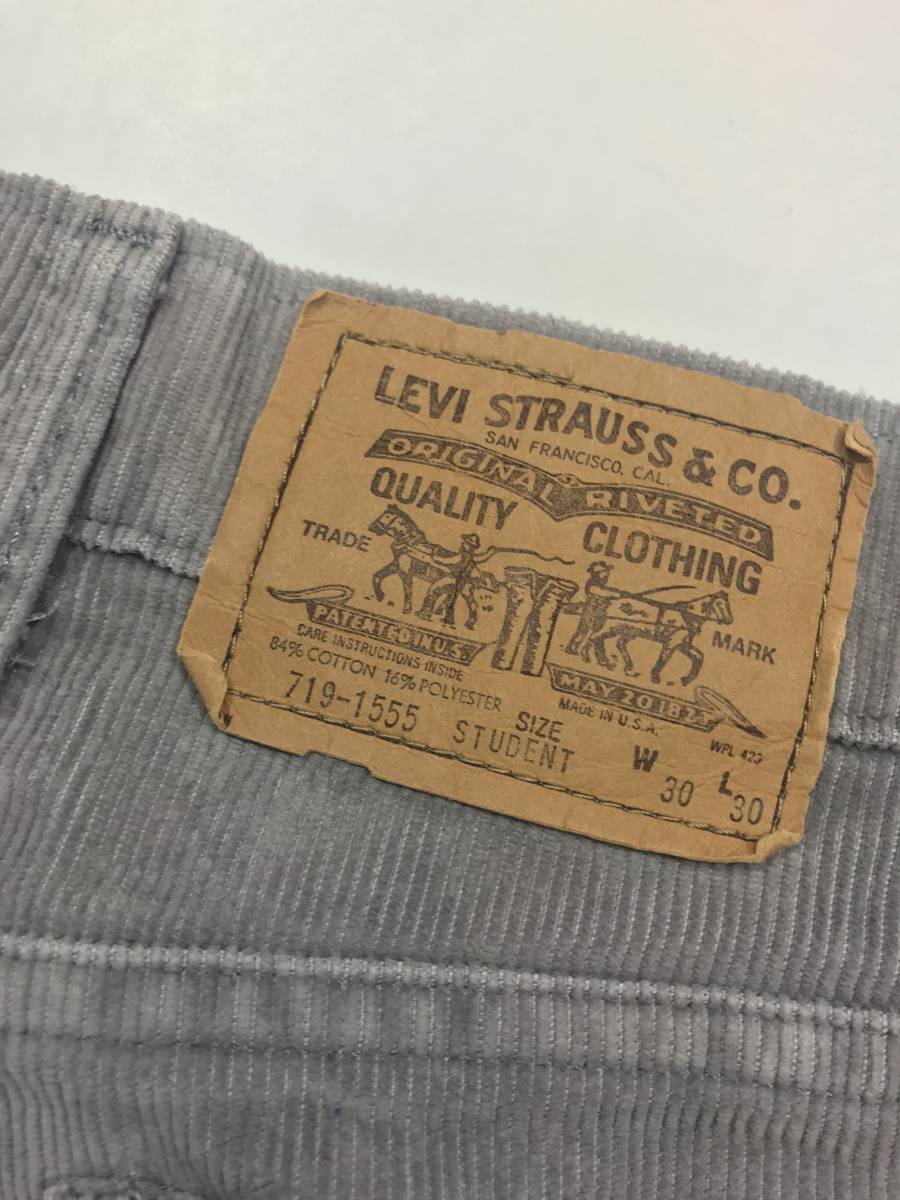 LEVI STRAUSS & CO.
SAN FRANCISCO, CAL.
ORIGINAL RIVETED
QUALITY CLOTHING
TRADE MARK
PATENTED IN U.S. MAY 20 1873
CARE INSTRUCTIONS INSIDE MADE IN U.S.A.
84% COTTON 16% POLYESTER WPL 423
719-1555 SIZE W L
STUDENT 30 30